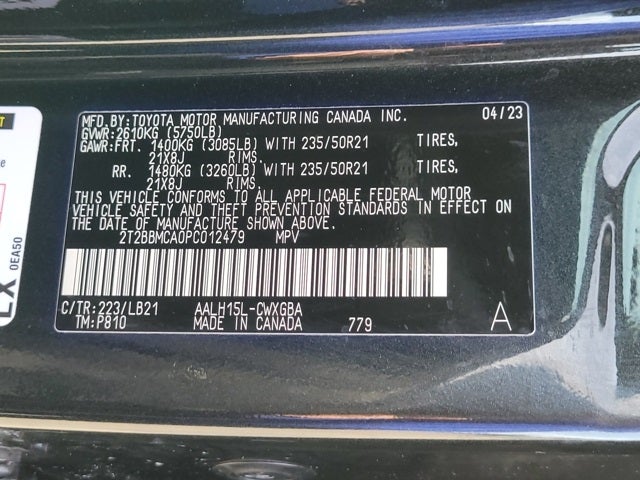 MFD. BY: TOYOTA MOTOR MANUFACTURING CANADA INC. 04/23
GVWR: 2610KG (5750LB)
GAWR: FRT. 1400KG (3085LB) WITH 235/50R21 TIRES,
21X8J RIMS.
RR. 1480KG (3260LB) WITH 235/50R21 TIRES,
21X8J RIMS.
THIS VEHICLE CONFORMS TO ALL APPLICABLE FEDERAL MOTOR
VEHICLE SAFETY AND THEFT PREVENTION STANDARDS IN EFFECT ON
THE DATE OF MANUFACTURE SHOWN ABOVE.
2T2BBMCA0PC012479 MPV
C/TR: 223/LB21 AALH15L-CWXGBA
TM: P810 MADE IN CANADA 779 A
0EA50